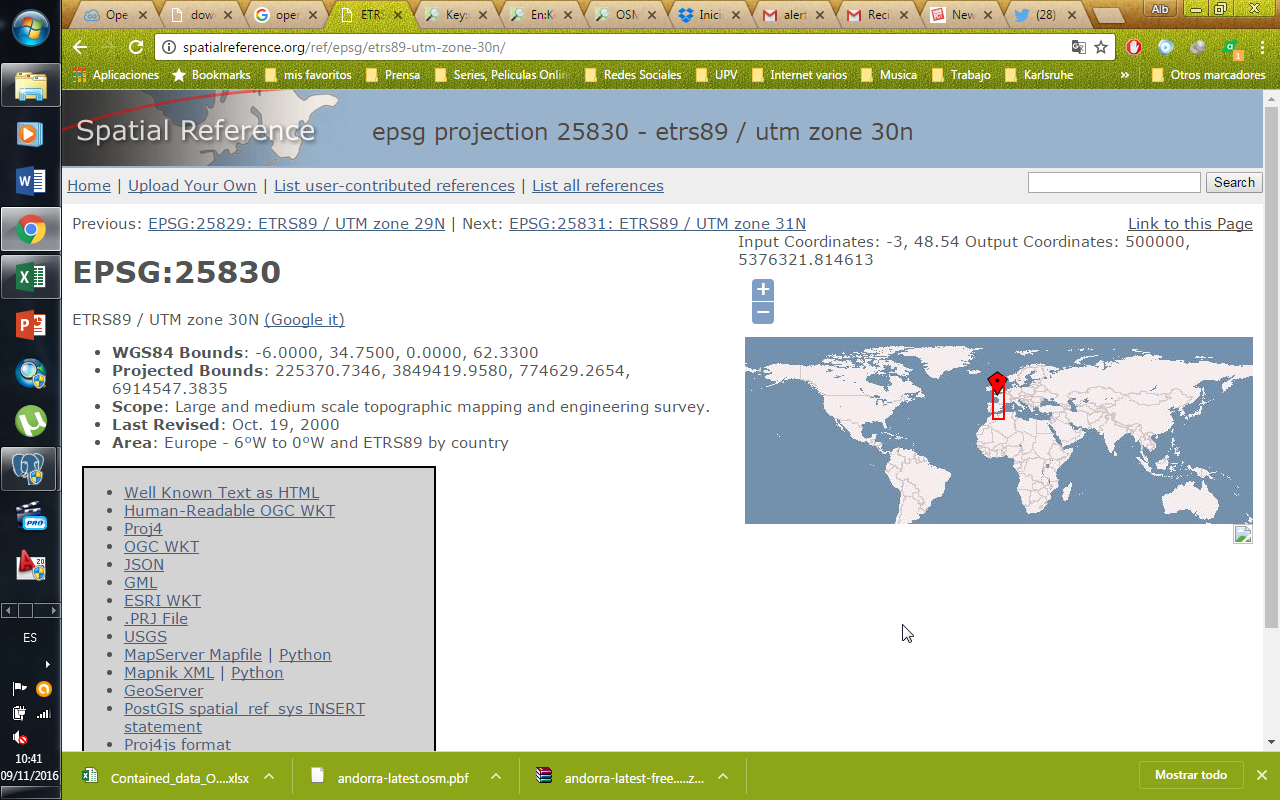 Ope
dow
oper
ETRS
Key:
En:K
OSM
Inici
alert
Reci
New
(28)
Alb
spatialreference.org/ref/epsg/etrs89-utm-zone-30n/
Aplicaciones Bookmarks mis favoritos Prensa Series, Peliculas Onlin Redes Sociales UPV Internet varios Musica Trabajo Karlsruhe » Otros marcadores
Spatial Reference epsg projection 25830 - etrs89 / utm zone 30n
Home | Upload Your Own | List user-contributed references | List all references Search
Previous: EPSG:25829: ETRS89 / UTM zone 29N | Next: EPSG:25831: ETRS89 / UTM zone 31N Link to this Page
Input Coordinates: -3, 48.54 Output Coordinates: 500000,
5376321.814613
EPSG:25830
+
−
ETRS89 / UTM zone 30N (Google it)
• WGS84 Bounds: -6.0000, 34.7500, 0.0000, 62.3300
• Projected Bounds: 225370.7346, 3849419.9580, 774629.2654,
6914547.3835
• Scope: Large and medium scale topographic mapping and engineering survey.
• Last Revised: Oct. 19, 2000
• Area: Europe - 6°W to 0°W and ETRS89 by country
• Well Known Text as HTML
• Human-Readable OGC WKT
• Proj4
• OGC WKT
• JSON
• GML
• ESRI WKT
• .PRJ File
• USGS
• MapServer Mapfile | Python
• Mapnik XML | Python
• GeoServer
• PostGIS spatial_ref_sys INSERT
statement
• Proj4js format
ES
10:41
09/11/2016
Contained_data_O....xlsx
andorra-latest.osm.pbf
andorra-latest-free.....z...
Mostrar todo